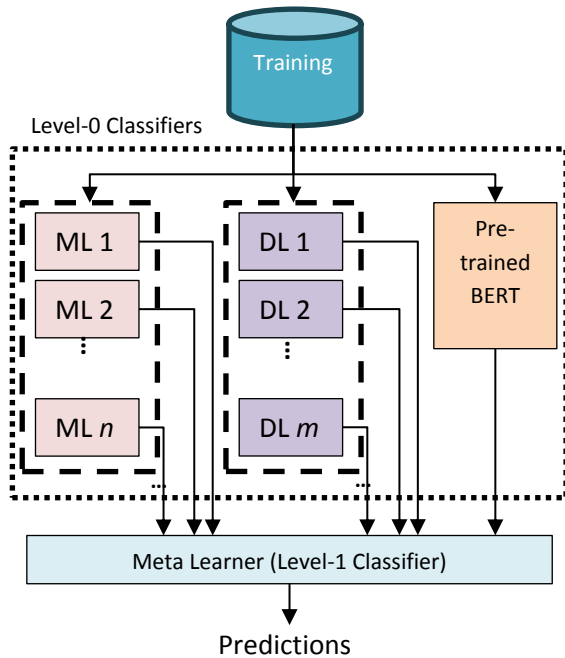 Training
Level-0 Classifiers
ML 1
ML 2
...
ML n
...
DL 1
DL 2
...
DL m
...
Pre-
trained
BERT
Meta Learner (Level-1 Classifier)
Predictions